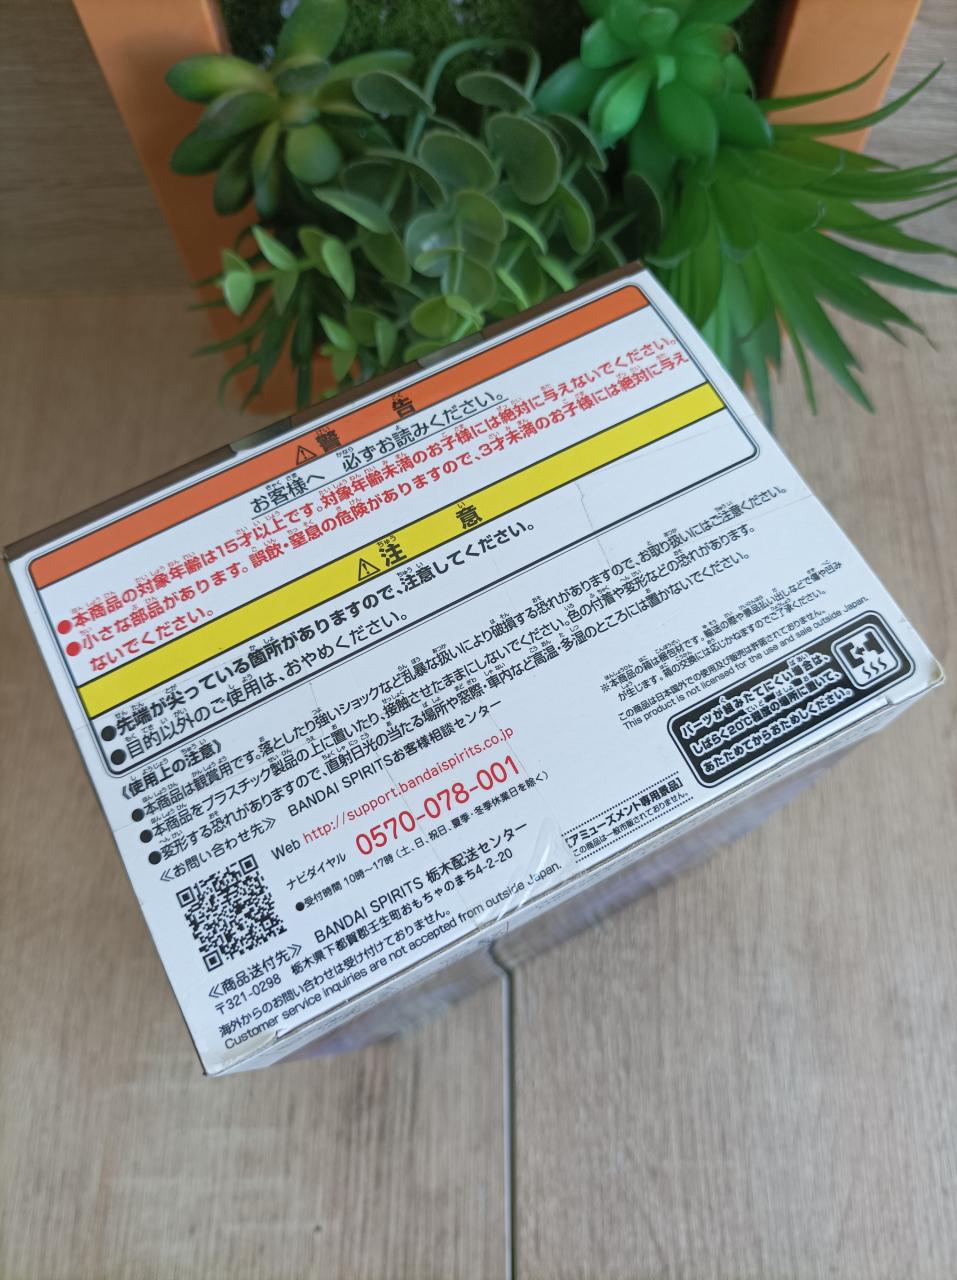 ⚠警告
お客様へ 必ずお読みください。
●本商品の対象年齢は15才以上です。対象年齢未満のお子様には絶対に与えないでください。
●小さな部品があります。誤飲・窒息の危険がありますので、3才未満のお子様には絶対に与え
ないでください。
⚠注意
●先端が尖っている箇所がありますので、注意してください。
●目的以外のご使用は、おやめください。
《使用上の注意》
●本商品は観賞用です。落としたり強いショックなど乱暴な扱いにより破損する恐れがありますので、お取り扱いにはご注意ください。
●本商品をプラスチック製品の上に置いたり、接触させたままにしないでください。色の付着や変形などの恐れがあります。
●変形する恐れがありますので、直射日光の当たる場所や窓際・車内など高温・多湿のところには置かないでください。
《お問い合わせ先》 BANDAI SPIRITSお客様相談センター
Web http://support.bandaispirits.co.jp
ナビダイヤル 0570-078-001
●受付時間 10時〜17時(土、日、祝日、夏季・冬季休業日を除く)
《商品送付先》 BANDAI SPIRITS 栃木配送センター
〒321-0298 栃木県下都賀郡壬生町おもちゃのまち4-2-20
海外からのお問い合わせは受け付けておりません。
Customer service inquiries are not accepted from outside Japan.
※本商品の箱は梱包材です。輸送の際や景品払い出しなどで傷や凹み
が生じます。箱の交換には応じかねますのでご了承ください。
この商品は日本国外での使用及び販売は許諾されておりません。
This product is not licensed for the use and sale outside Japan.
パーツが組みたてにくい場合は、
しばらく20℃程度の場所に置いて、
あたためてからおためしください。
アミューズメント専用景品
この商品は一般市販されておりません。